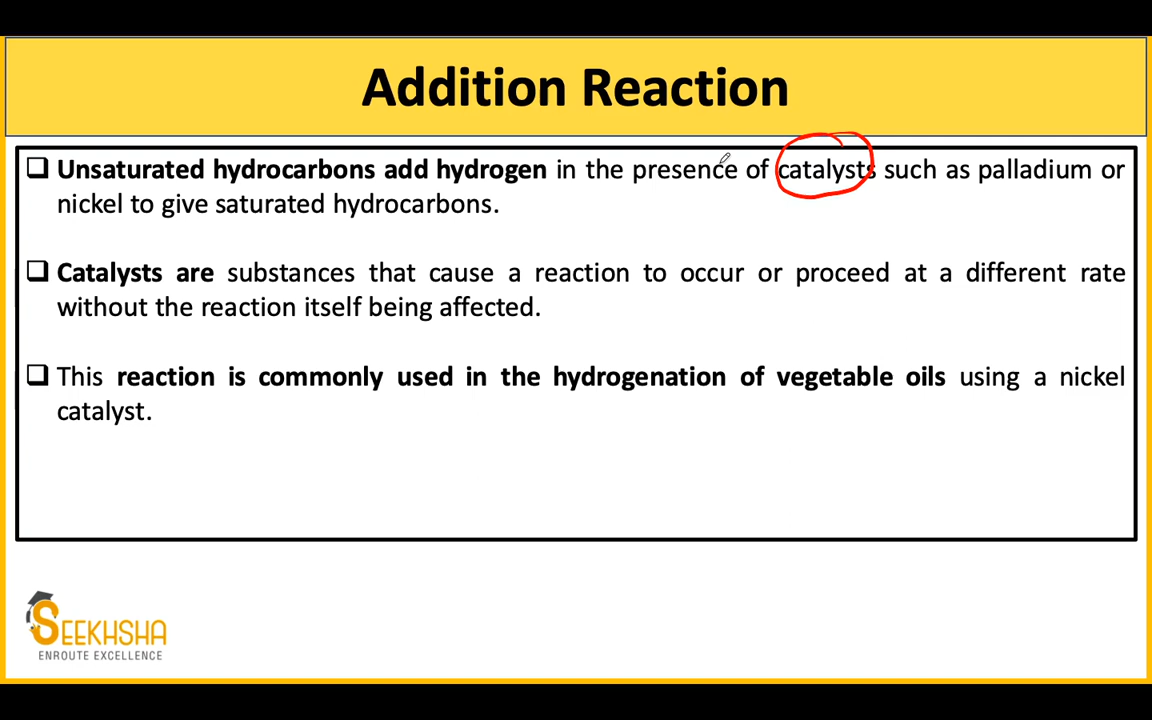 Addition Reaction
Unsaturated hydrocarbons add hydrogen in the presence of catalysts such as palladium or
nickel to give saturated hydrocarbons.
Catalysts are substances that cause a reaction to occur or proceed at a different rate
without the reaction itself being affected.
This reaction is commonly used in the hydrogenation of vegetable oils using a nickel
catalyst.
SEEKHSHA
ENROUTE EXCELLENCE